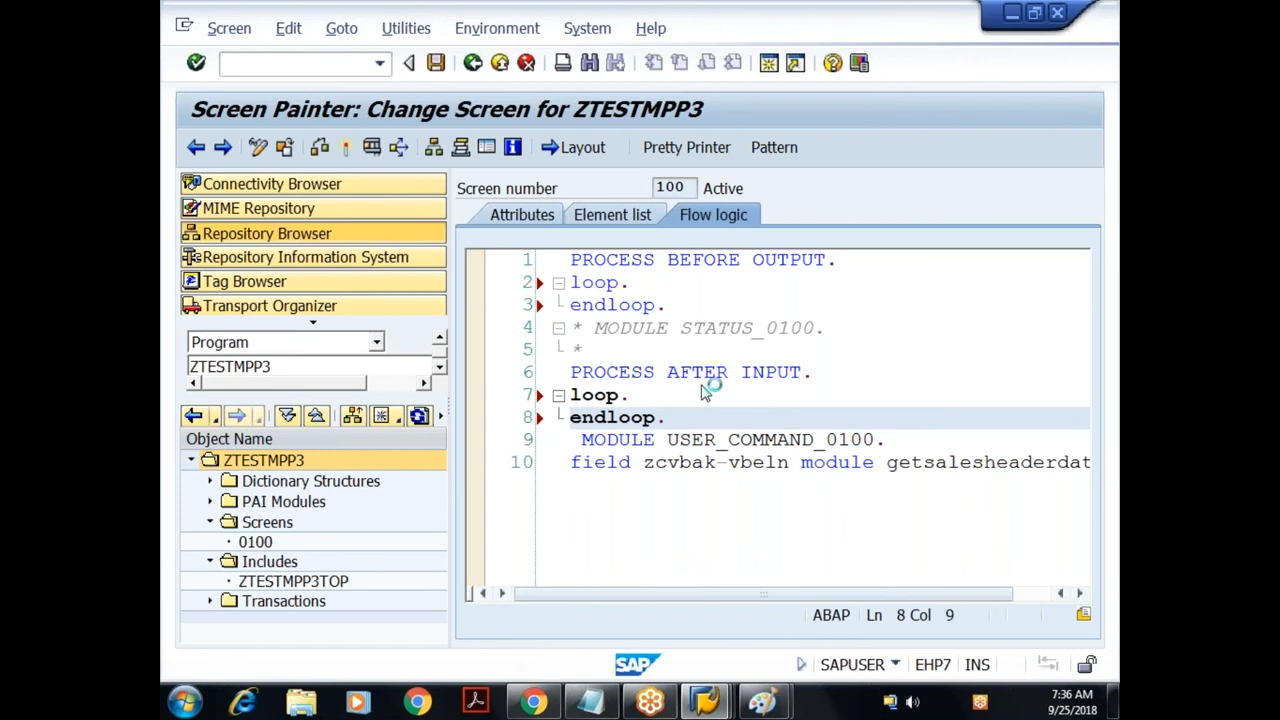 Screen Edit Goto Utilities Environment System Help
Screen Painter: Change Screen for ZTESTMPP3
Layout Pretty Printer Pattern
Connectivity Browser
MIME Repository
Repository Browser
Repository Information System
Tag Browser
Transport Organizer
Program
ZTESTMPP3
Object Name
ZTESTMPP3
Dictionary Structures
PAI Modules
Screens
0100
Includes
ZTESTMPP3TOP
Transactions
Screen number 100 Active
Attributes Element list Flow logic
1 PROCESS BEFORE OUTPUT.
2 loop.
3 endloop.
4 * MODULE STATUS_0100.
5 *
6 PROCESS AFTER INPUT.
7 loop.
8 endloop.
9 MODULE USER_COMMAND_0100.
10 field zcvbak-vbeln module getsalesheaderdat
ABAP Ln 8 Col 9
SAP SAPUSER EHP7 INS
7:36 AM
9/25/2018